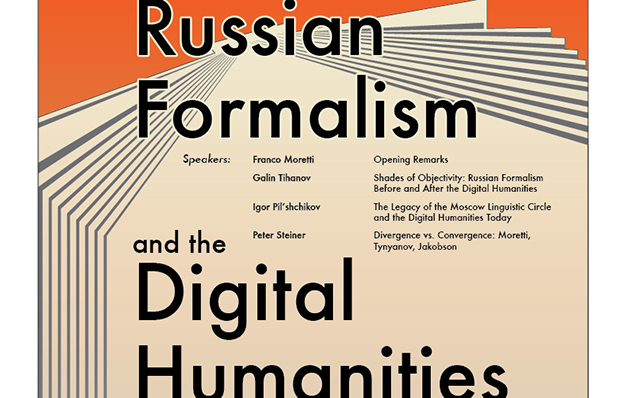 Russian
Formalism
Speakers: Franco Moretti Opening Remarks
Galin Tihanov Shades of Objectivity: Russian Formalism
Before and After the Digital Humanities
Igor Pil'shchikov The Legacy of the Moscow Linguistic Circle
and the Digital Humanities Today
Peter Steiner Divergence vs. Convergence: Moretti,
Tynyanov, Jakobson
and the
Digital
Humanities